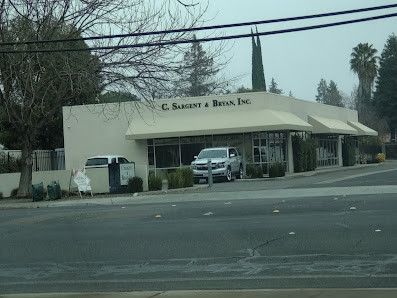 C. SARGENT & BRYAN, INC.